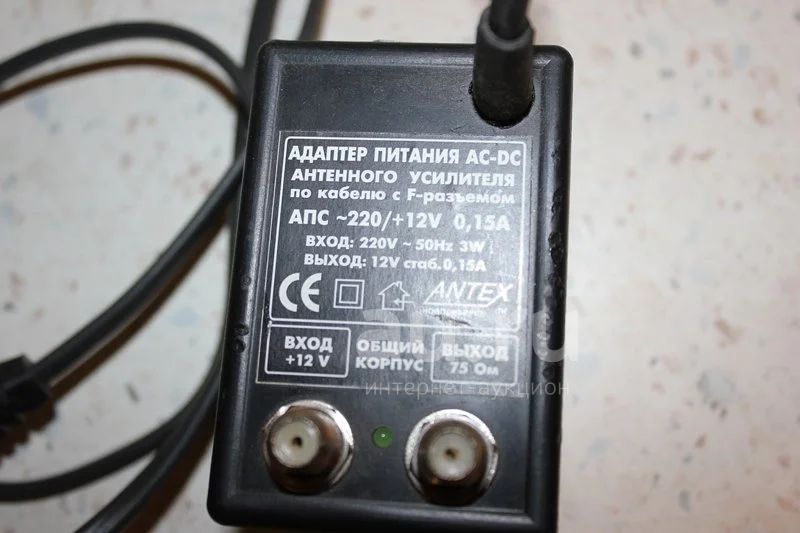 АДАПТЕР ПИТАНИЯ AC-DC
АНТЕННОГО УСИЛИТЕЛЯ
по кабелю с F-разъемом
АПС ~220/+12V 0,15A
ВХОД: 220V ~ 50Hz 3W
ВЫХОД: 12V стаб.0,15A
CE ANTEX
TV
ВХОД
+12 V
ОБЩИЙ
КОРПУС
ВЫХОД
75 Ом
интернет-аукцион